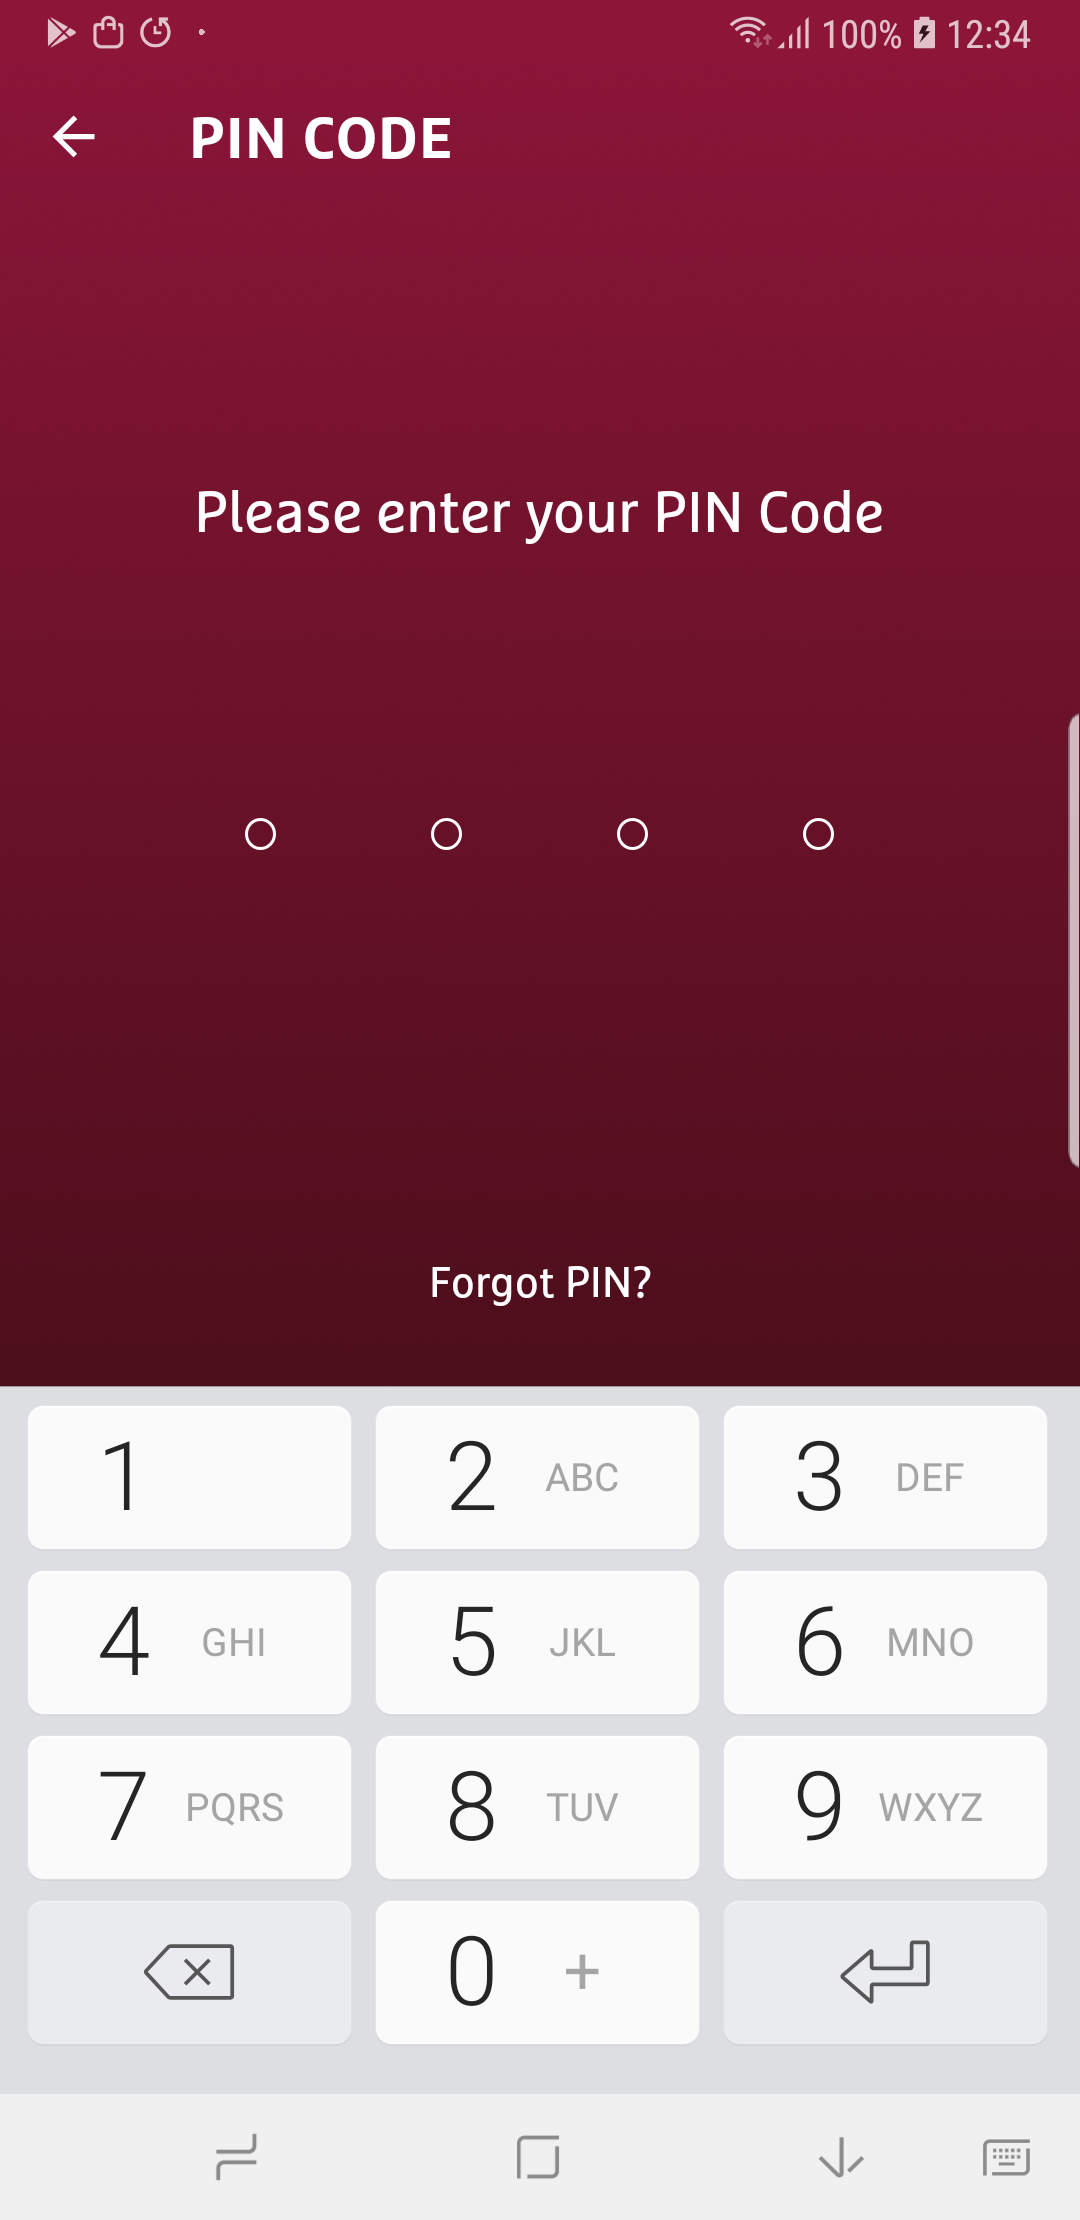 100% 12:34
PIN CODE
Please enter your PIN Code
Forgot PIN?
1 2 ABC 3 DEF
4 GHI 5 JKL 6 MNO
7 PQRS 8 TUV 9 WXYZ
0 +